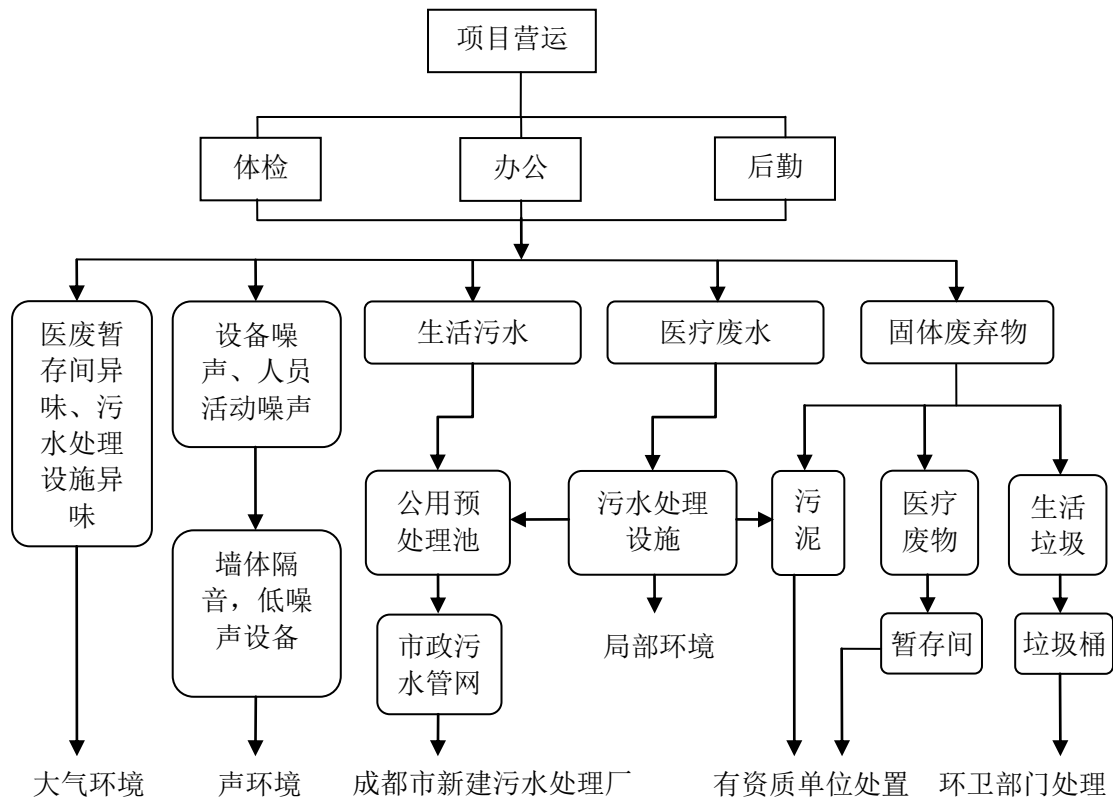 项目营运
体检
办公
后勤
医废暂
存间异
味、污
水处理
设施异
味
设备噪
声、人员
活动噪声
生活污水
医疗废水
固体废弃物
公用预
处理池
污水处理
设施
污
泥
医疗
废物
生活
垃圾
墙体隔
音，低噪
声设备
市政污
水管网
局部环境
暂存间
垃圾桶
大气环境
声环境
成都市新建污水处理厂
有资质单位处置
环卫部门处理